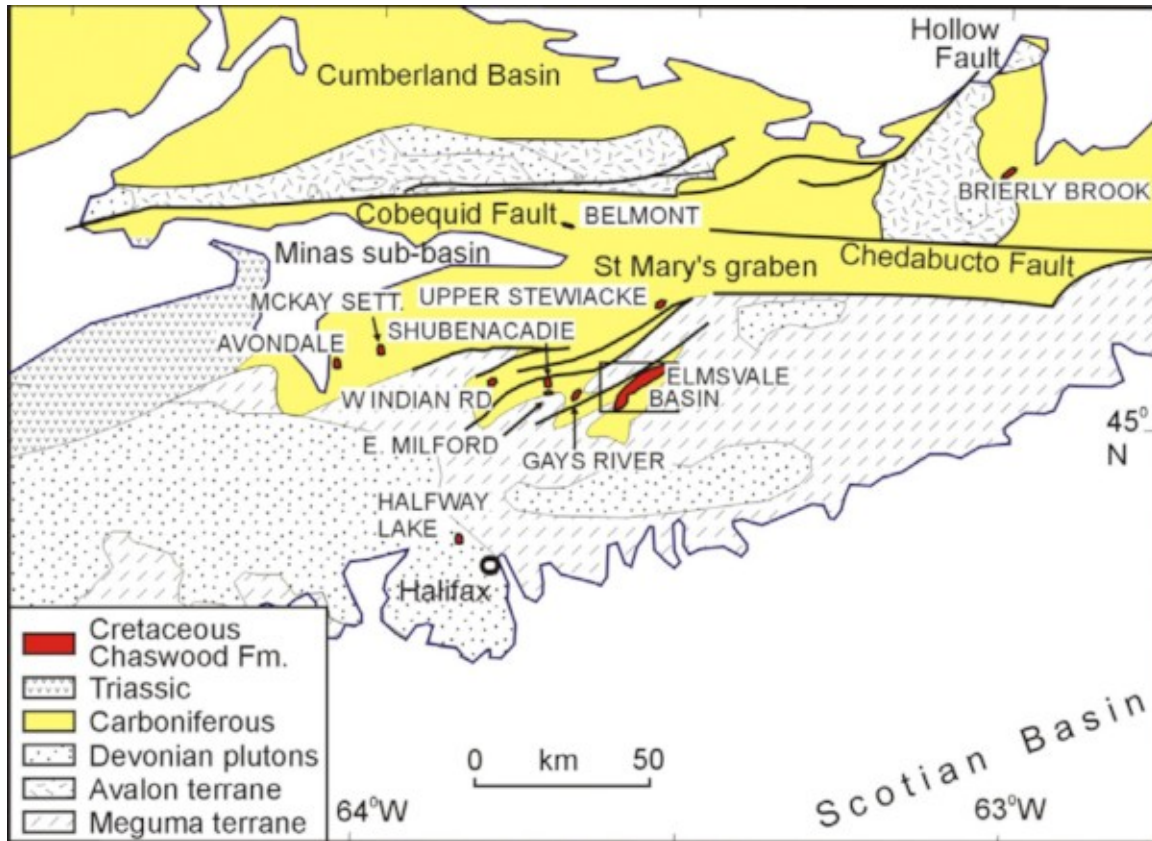 Hollow
Fault
Cumberland Basin
BRIERLY BROOK
Cobequid Fault
BELMONT
Minas sub-basin
St Mary's graben
Chedabucto Fault
MCKAY SETT.
UPPER STEWIACKE
AVONDALE
SHUBENACADIE
W INDIAN RD
ELMSVALE
BASIN
E. MILFORD
GAYS RIVER
45°
N
HALFWAY
LAKE
Halifax
Cretaceous
Chaswood Fm.
Triassic
Carboniferous
Devonian plutons
Avalon terrane
Meguma terrane
0 km 50
Scotian Basin
64°W
63°W